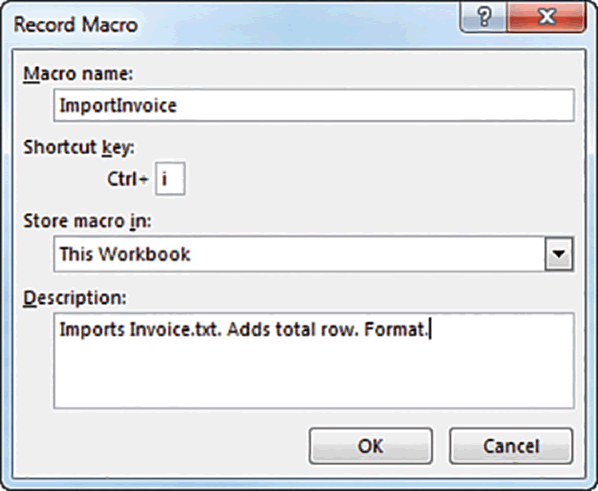 Record Macro
?
Macro name:
ImportInvoice
Shortcut key:
Ctrl+ i
Store macro in:
This Workbook
Description:
Imports Invoice.txt. Adds total row. Format.
OK Cancel